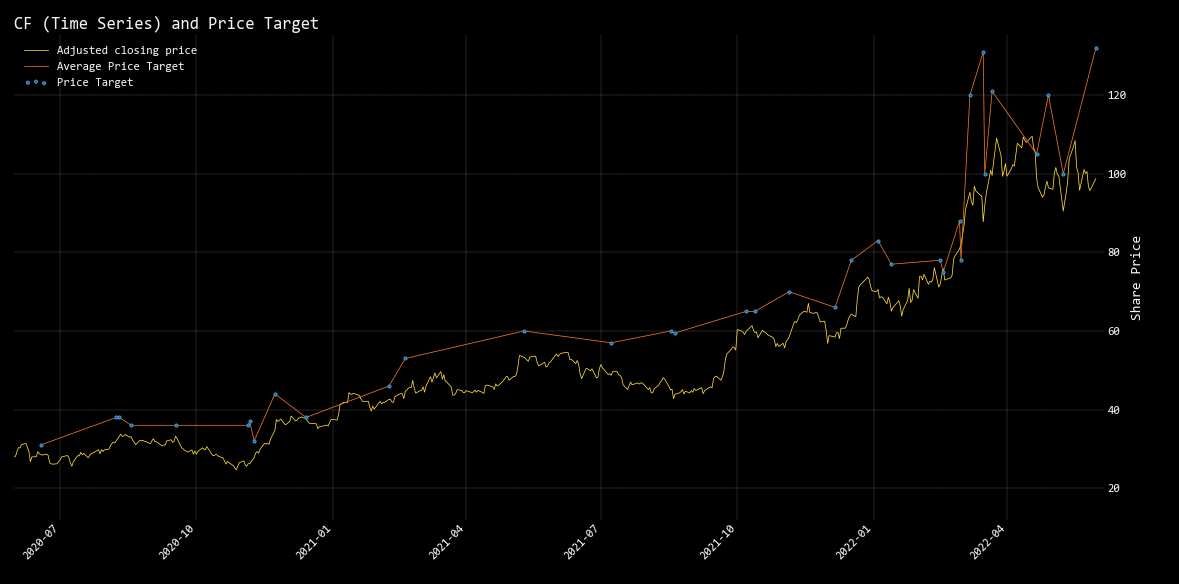 CF (Time Series) and Price Target
Adjusted closing price
Average Price Target
Price Target
120
100
80
60
40
20
Share Price
2020-07
2020-10
2021-01
2021-04
2021-07
2021-10
2022-01
2022-04